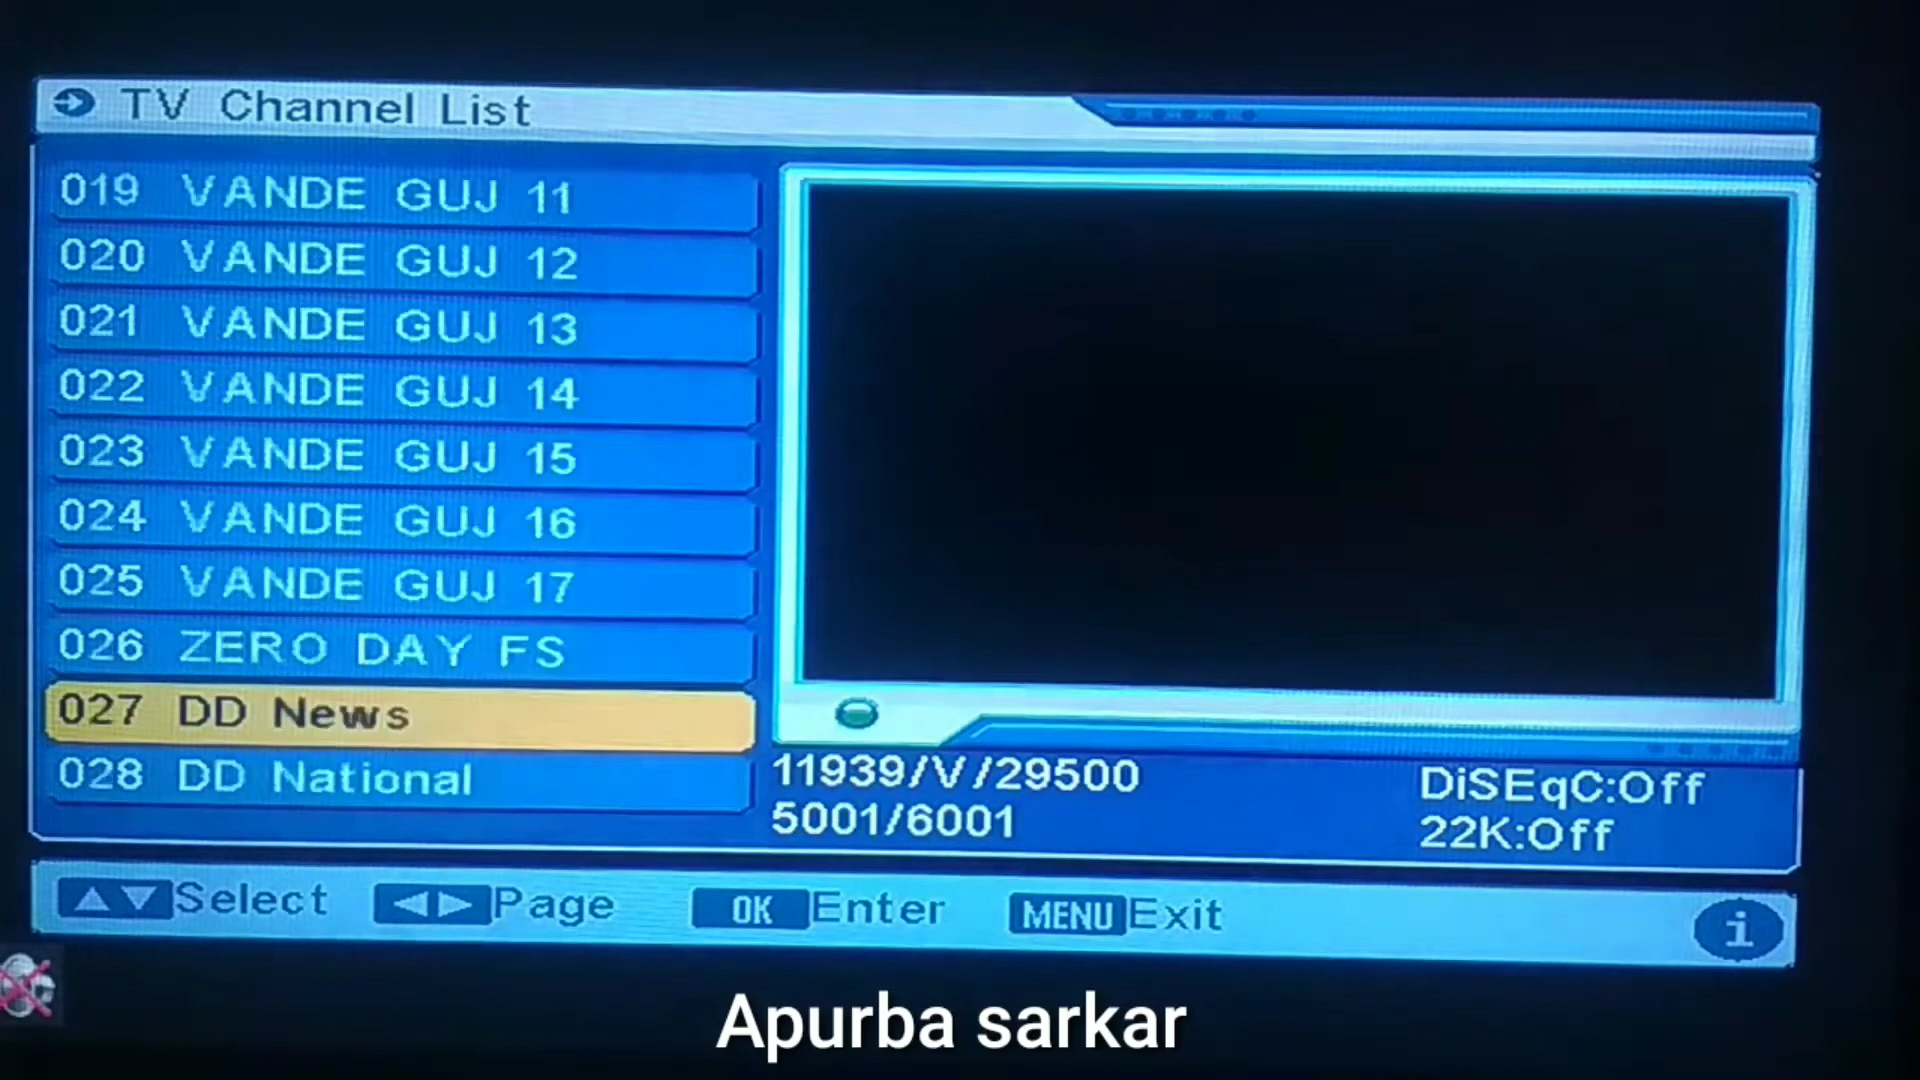 TV Channel List
019 VANDE GUJ 11
020 VANDE GUJ 12
021 VANDE GUJ 13
022 VANDE GUJ 14
023 VANDE GUJ 15
024 VANDE GUJ 16
025 VANDE GUJ 17
026 ZERO DAY FS
027 DD News
028 DD National
11939/V/29500
5001/6001
DiSEqC:Off
22K:Off
Select Page OK Enter MENU Exit i
Apurba sarkar